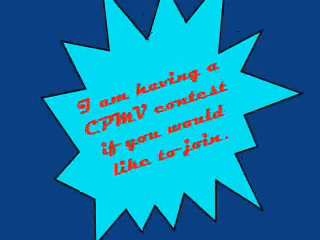 I am having a
CPMV contest
if you would
like to join.